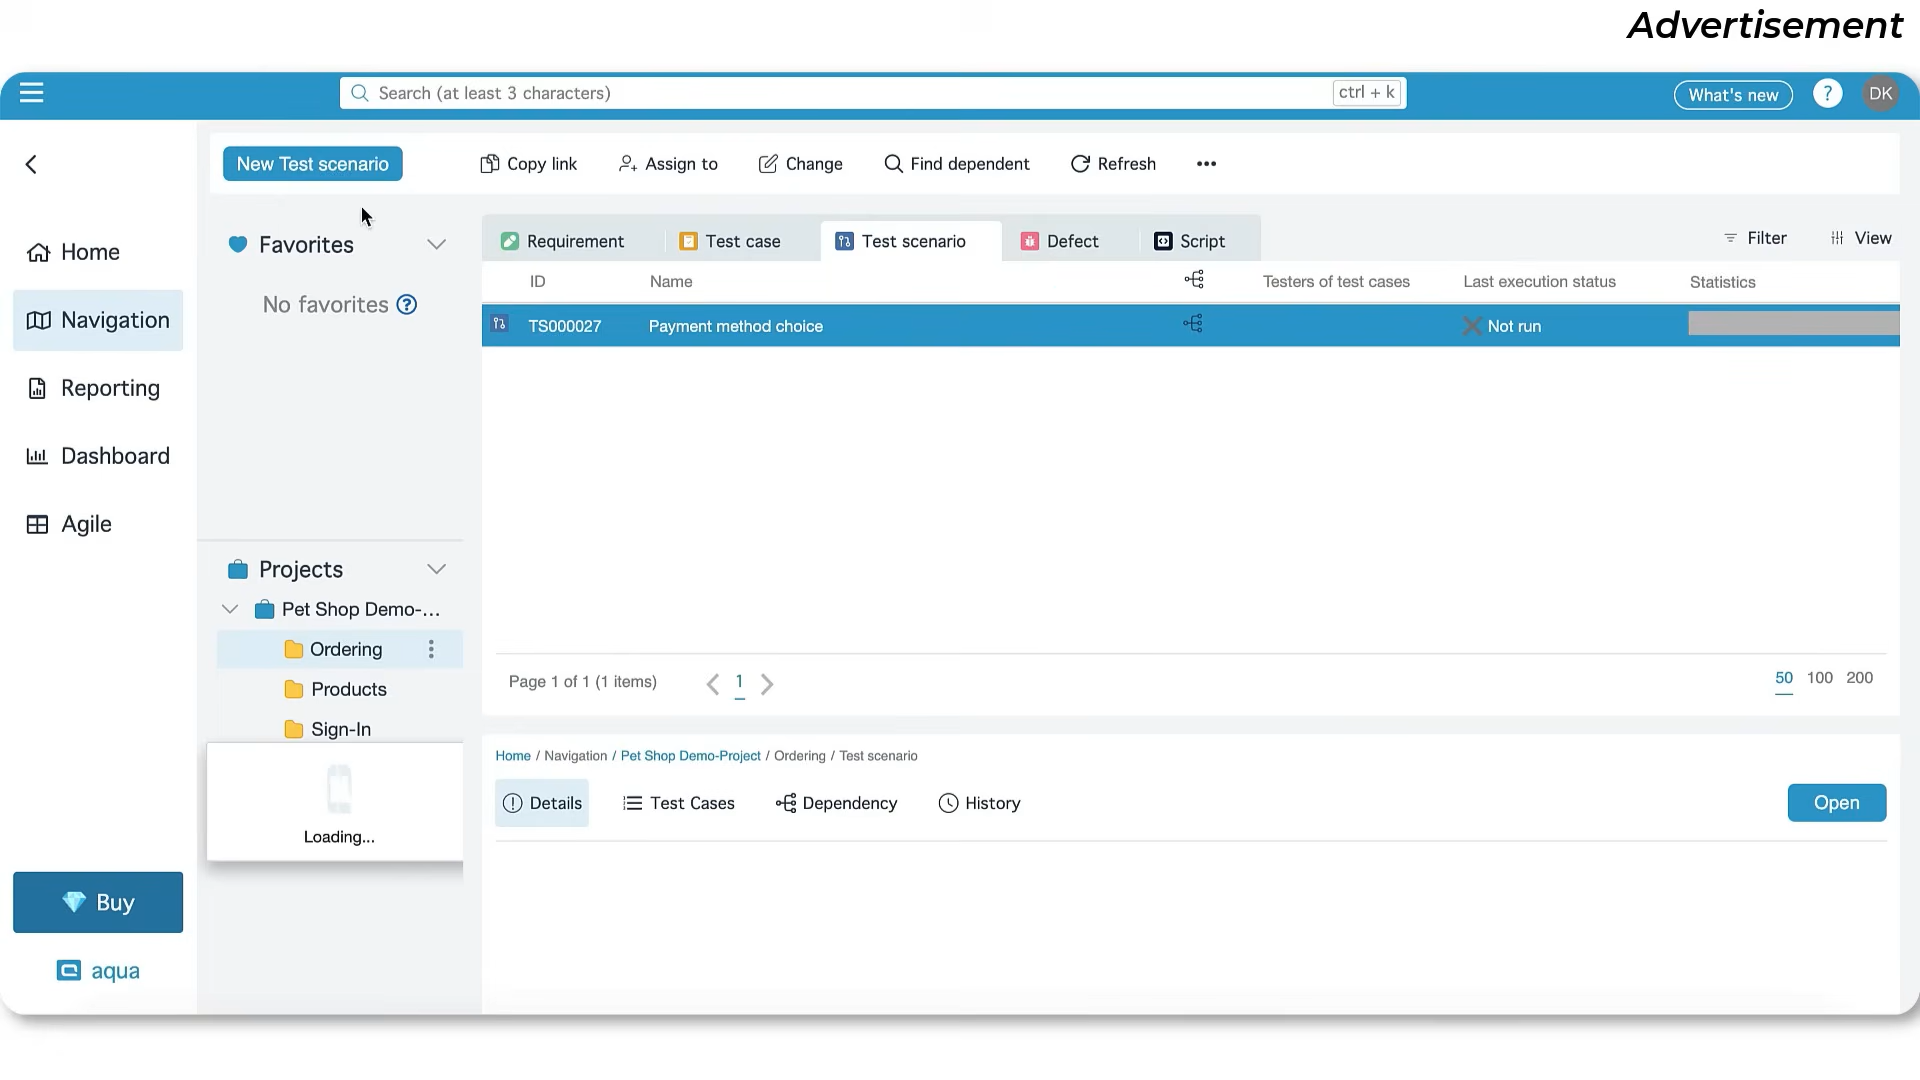 Advertisement
Search (at least 3 characters)
ctrl + k
What's new
?
DK
New Test scenario
Copy link
Assign to
Change
Find dependent
Refresh
Home
Navigation
Reporting
Dashboard
Agile
Buy
aqua
Favorites
No favorites ?
Projects
Pet Shop Demo-...
Ordering
Products
Sign-In
Loading...
Requirement
Test case
Test scenario
Defect
Script
Filter
View
ID
Name
Testers of test cases
Last execution status
Statistics
TS000027
Payment method choice
Not run
Page 1 of 1 (1 items)
1
50 100 200
Home / Navigation / Pet Shop Demo-Project / Ordering / Test scenario
Details
Test Cases
Dependency
History
Open